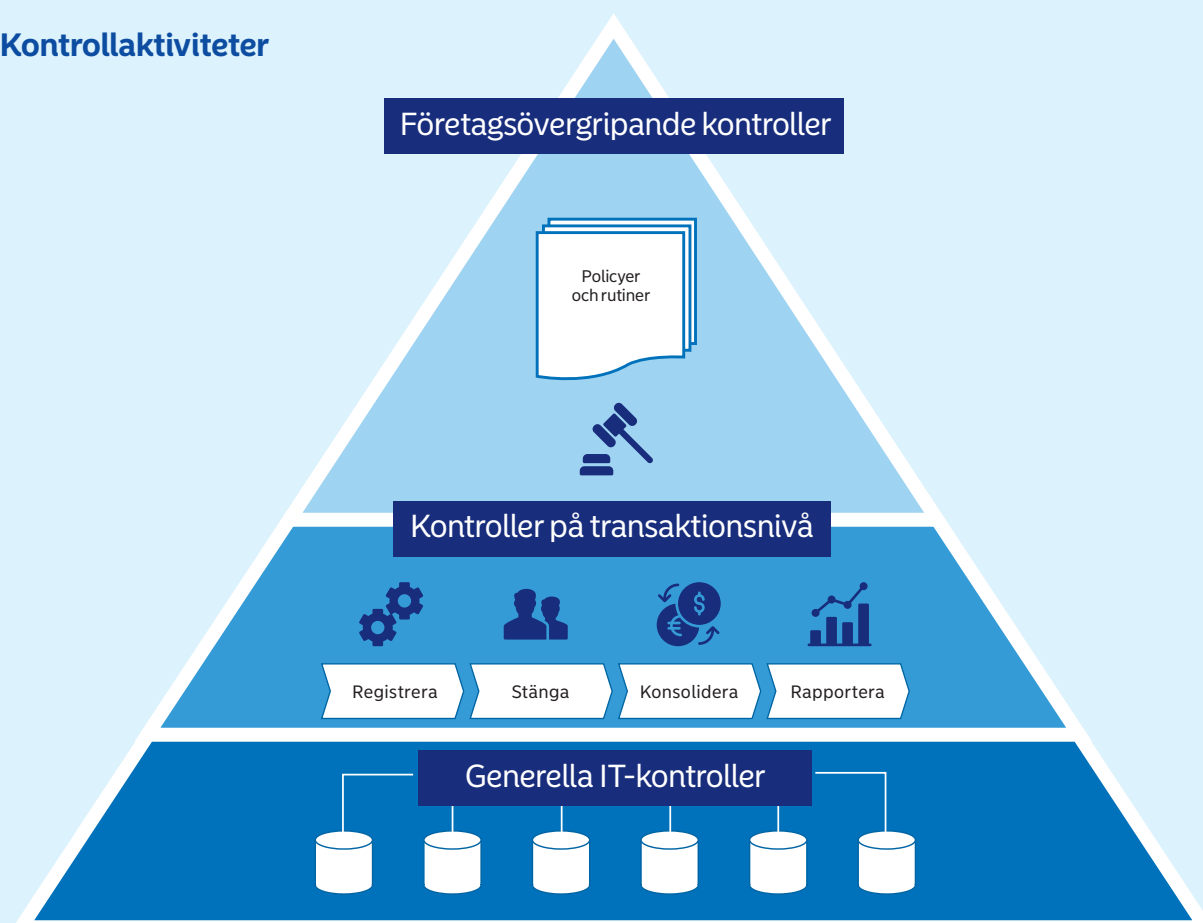 Kontrollaktiviteter
Företagsövergripande kontroller
Policyer
och rutiner
Kontroller på transaktionsnivå
$
€
Registrera
Stänga
Konsolidera
Rapportera
Generella IT-kontroller